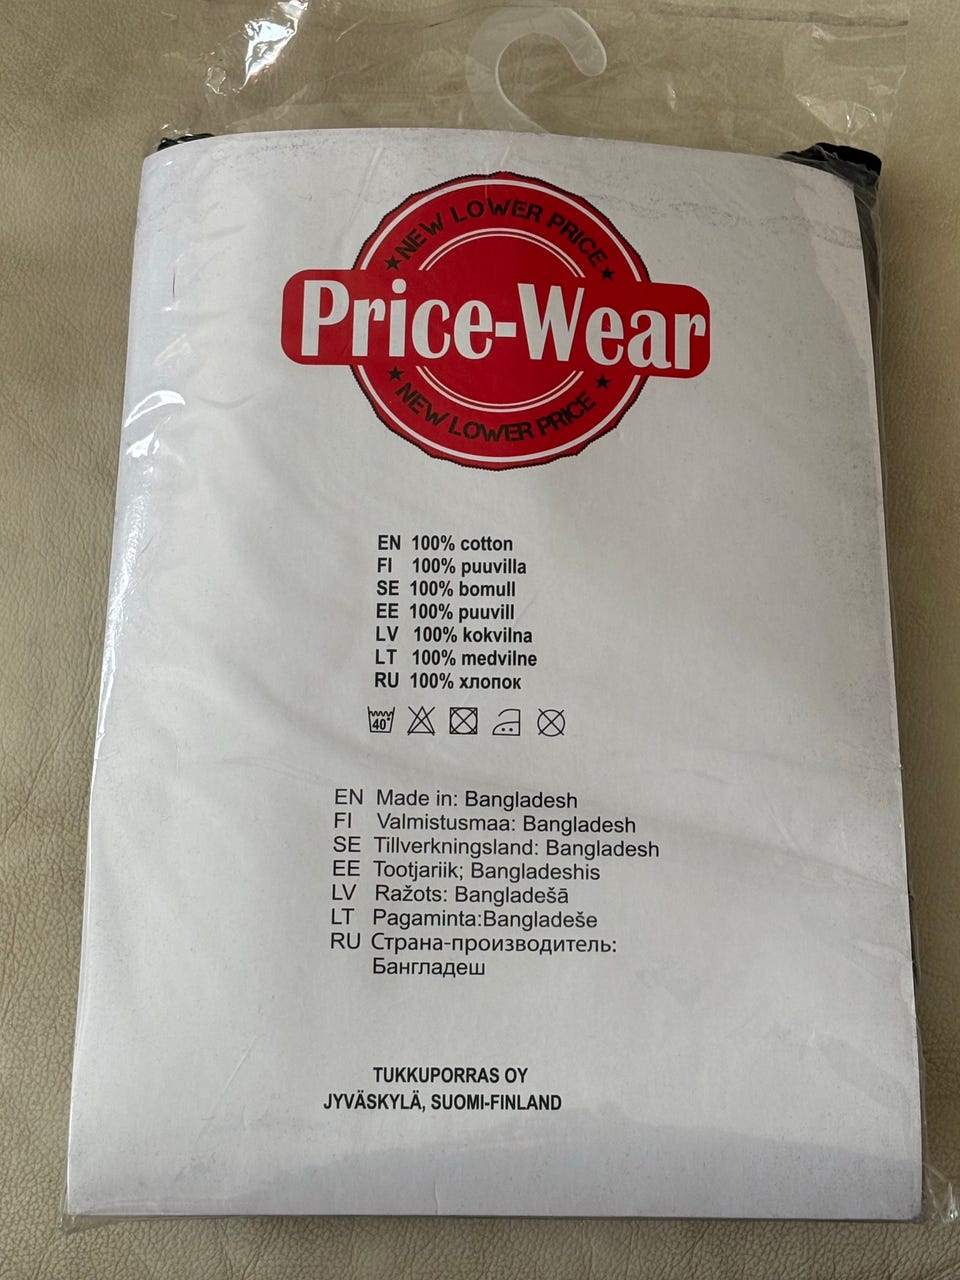 NEW LOWER PRICE
Price-Wear
NEW LOWER PRICE
EN 100% cotton
FI 100% puuvilla
SE 100% bomull
EE 100% puuvill
LV 100% kokvilna
LT 100% medvilne
RU 100% хлопок
40°
EN Made in: Bangladesh
FI Valmistusmaa: Bangladesh
SE Tillverkningsland: Bangladesh
EE Tootjariik; Bangladeshis
LV Ražots: Bangladešā
LT Pagaminta:Bangladeše
RU Страна-производитель:
Бангладеш
TUKKUPORRAS OY
JYVÄSKYLÄ, SUOMI-FINLAND